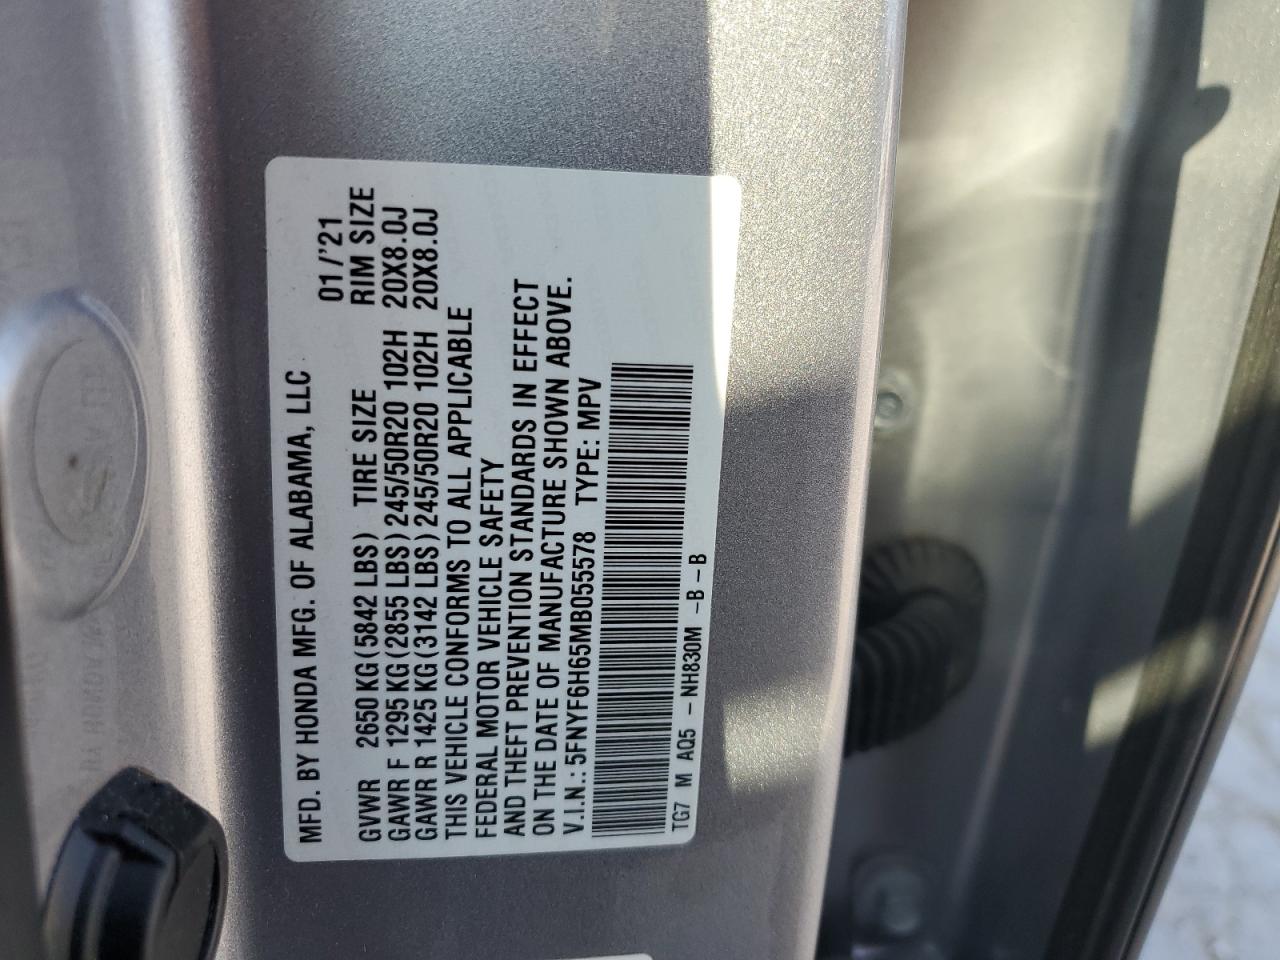 MFD. BY HONDA MFG. OF ALABAMA, LLC 01/'21
GVWR 2650 KG (5842 LBS) TIRE SIZE RIM SIZE
GAWR F 1295 KG (2855 LBS) 245/50R20 102H 20X8.0J
GAWR R 1425 KG (3142 LBS) 245/50R20 102H 20X8.0J
THIS VEHICLE CONFORMS TO ALL APPLICABLE
FEDERAL MOTOR VEHICLE SAFETY
AND THEFT PREVENTION STANDARDS IN EFFECT
ON THE DATE OF MANUFACTURE SHOWN ABOVE.
V.I.N.: 5FNYF6H65MB055578 TYPE: MPV
TG7 M AQ5 -NH830M -B-B